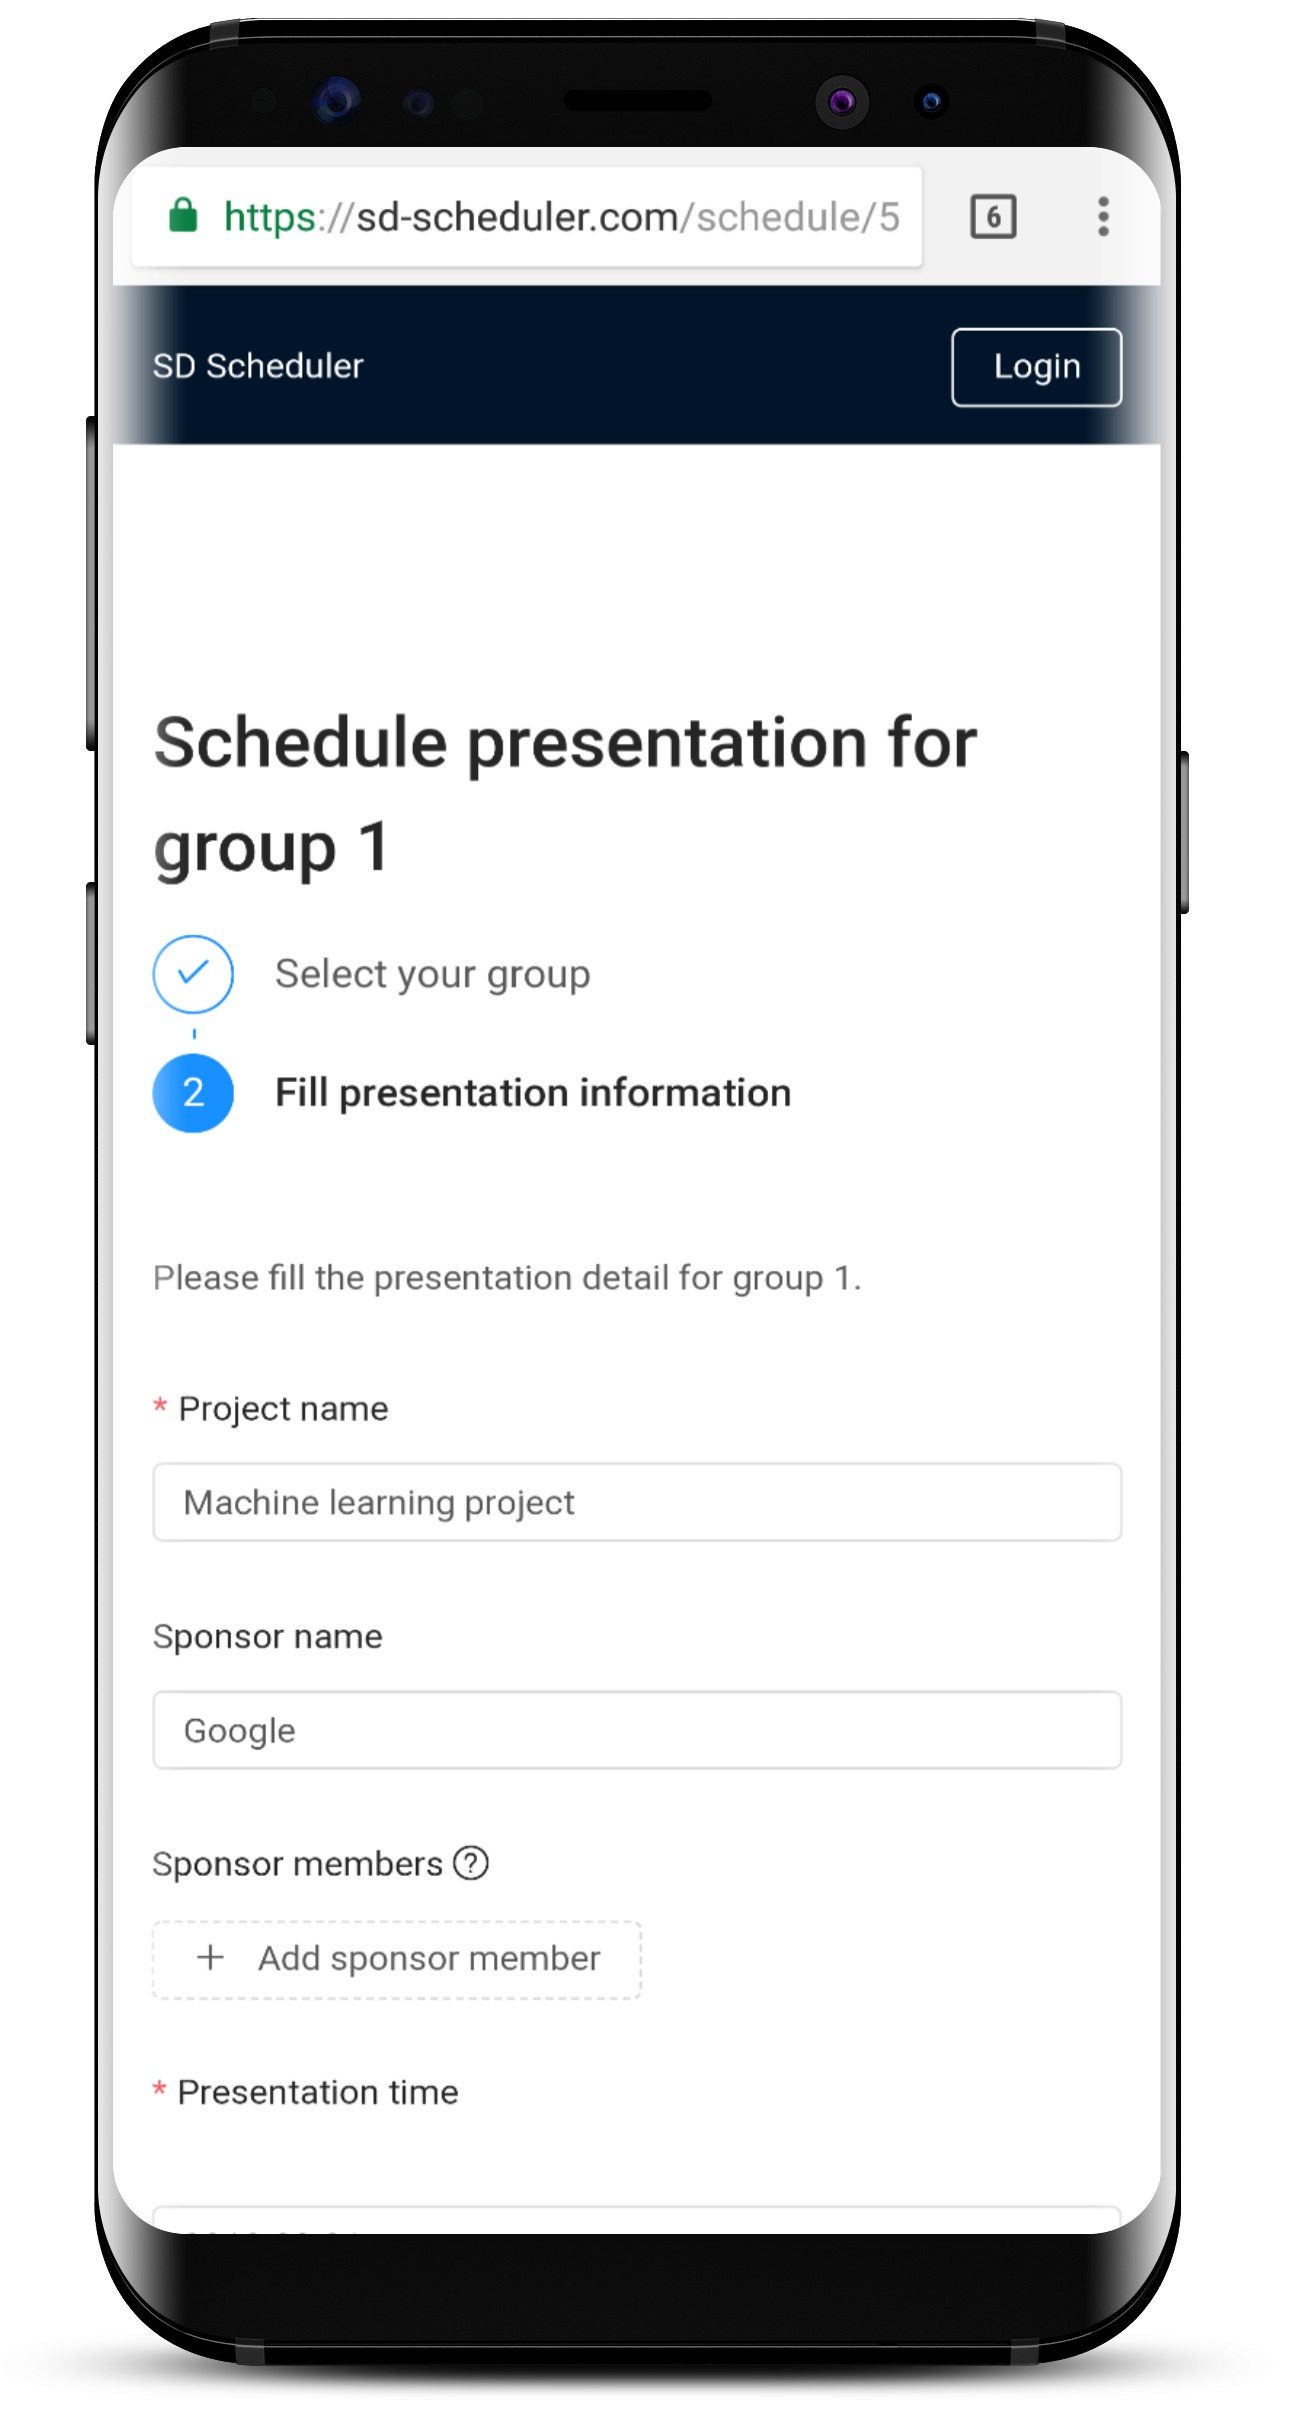 https://sd-scheduler.com/schedule/5
6
SD Scheduler
Login
Schedule presentation for
group 1
Select your group
2
Fill presentation information
Please fill the presentation detail for group 1.
* Project name
Machine learning project
Sponsor name
Google
Sponsor members ?
+ Add sponsor member
* Presentation time